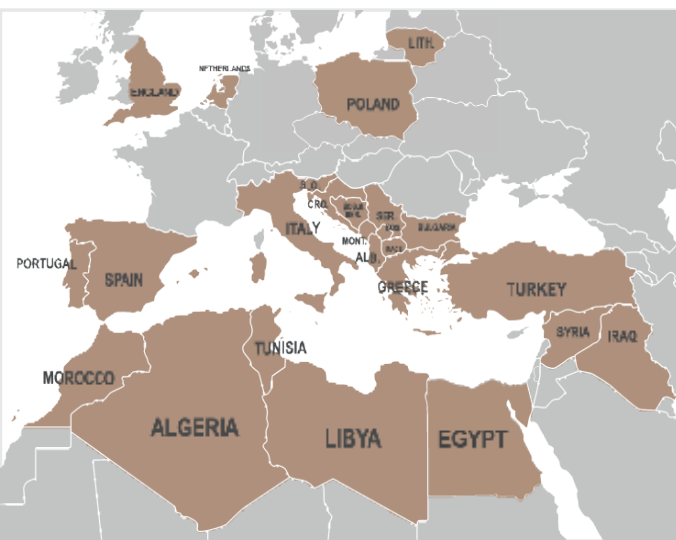 LITH.
NETHERLANDS
ENGLAND
POLAND
CRO.
SER.
BULGARIA
ITALY
MONT.
ALB.
PORTUGAL
SPAIN
GREECE
TURKEY
SYRIA
IRAQ
TUNISIA
MOROCCO
ALGERIA
LIBYA
EGYPT